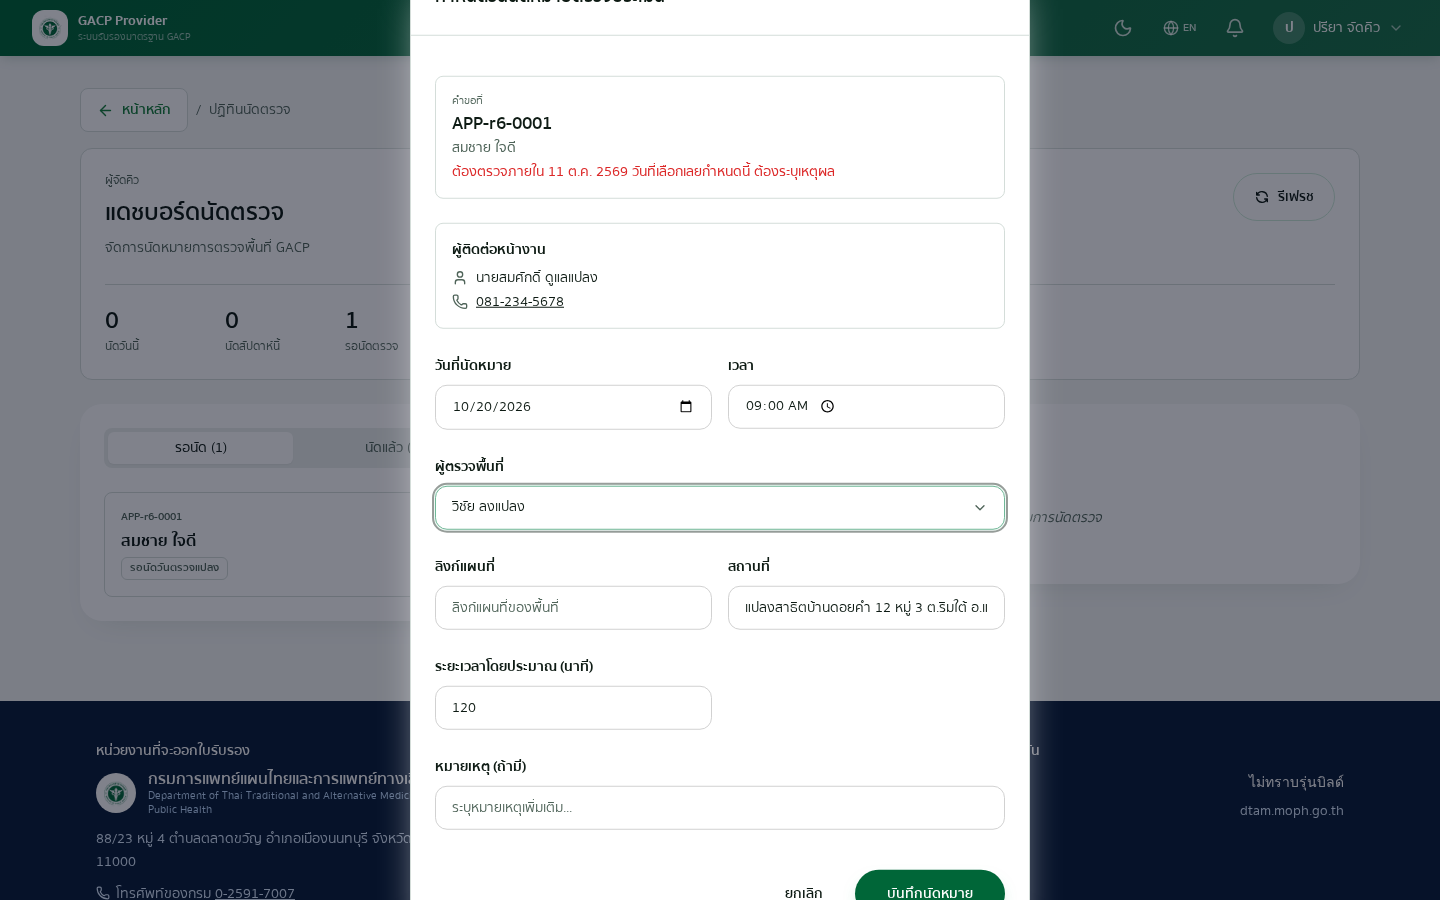 GACP Provider
ระบบรับรองมาตรฐาน GACP
EN
ป
ปรียา จัดคิว
หน้าหลัก
/ ปฏิทินนัดตรวจ
ผู้จัดคิว
แดชบอร์ดนัดตรวจ
จัดการนัดหมายการตรวจพื้นที่ GACP
รีเฟรช
0
นัดวันนี้
0
นัดสัปดาห์นี้
1
รอนัดตรวจ
รอนัด (1)
นัดแล้ว (
APP-r6-0001
สมชาย ใจดี
รอนัดวันตรวจแปลง
การนัดตรวจ
คำขอที่
APP-r6-0001
สมชาย ใจดี
ต้องตรวจภายใน 11 ต.ค. 2569 วันที่เลือกเลยกำหนดนี้ ต้องระบุเหตุผล
ผู้ติดต่อหน้างาน
นายสมศักดิ์ ดูแลแปลง
081-234-5678
วันที่นัดหมาย
เวลา
10/20/2026
09:00 AM
ผู้ตรวจพื้นที่
วิชัย ลงแปลง
ลิงก์แผนที่
สถานที่
ลิงก์แผนที่ของพื้นที่
แปลงสาธิตบ้านดอยคำ 12 หมู่ 3 ต.ริมใต้ อ.แ
ระยะเวลาโดยประมาณ (นาที)
120
หมายเหตุ (ถ้ามี)
ระบุหมายเหตุเพิ่มเติม...
ยกเลิก
บันทึกนัดหมาย
หน่วยงานที่จะออกใบรับรอง
กรมการแพทย์แผนไทยและการแพทย์ทางเ
Department of Thai Traditional and Alternative Medic
Public Health
88/23 หมู่ 4 ตำบลตลาดขวัญ อำเภอเมืองนนทบุรี จังหวัด
11000
โทรศัพท์ของกรม 0-2591-7007
ไม่ทราบรุ่นบิลด์
dtam.moph.go.th